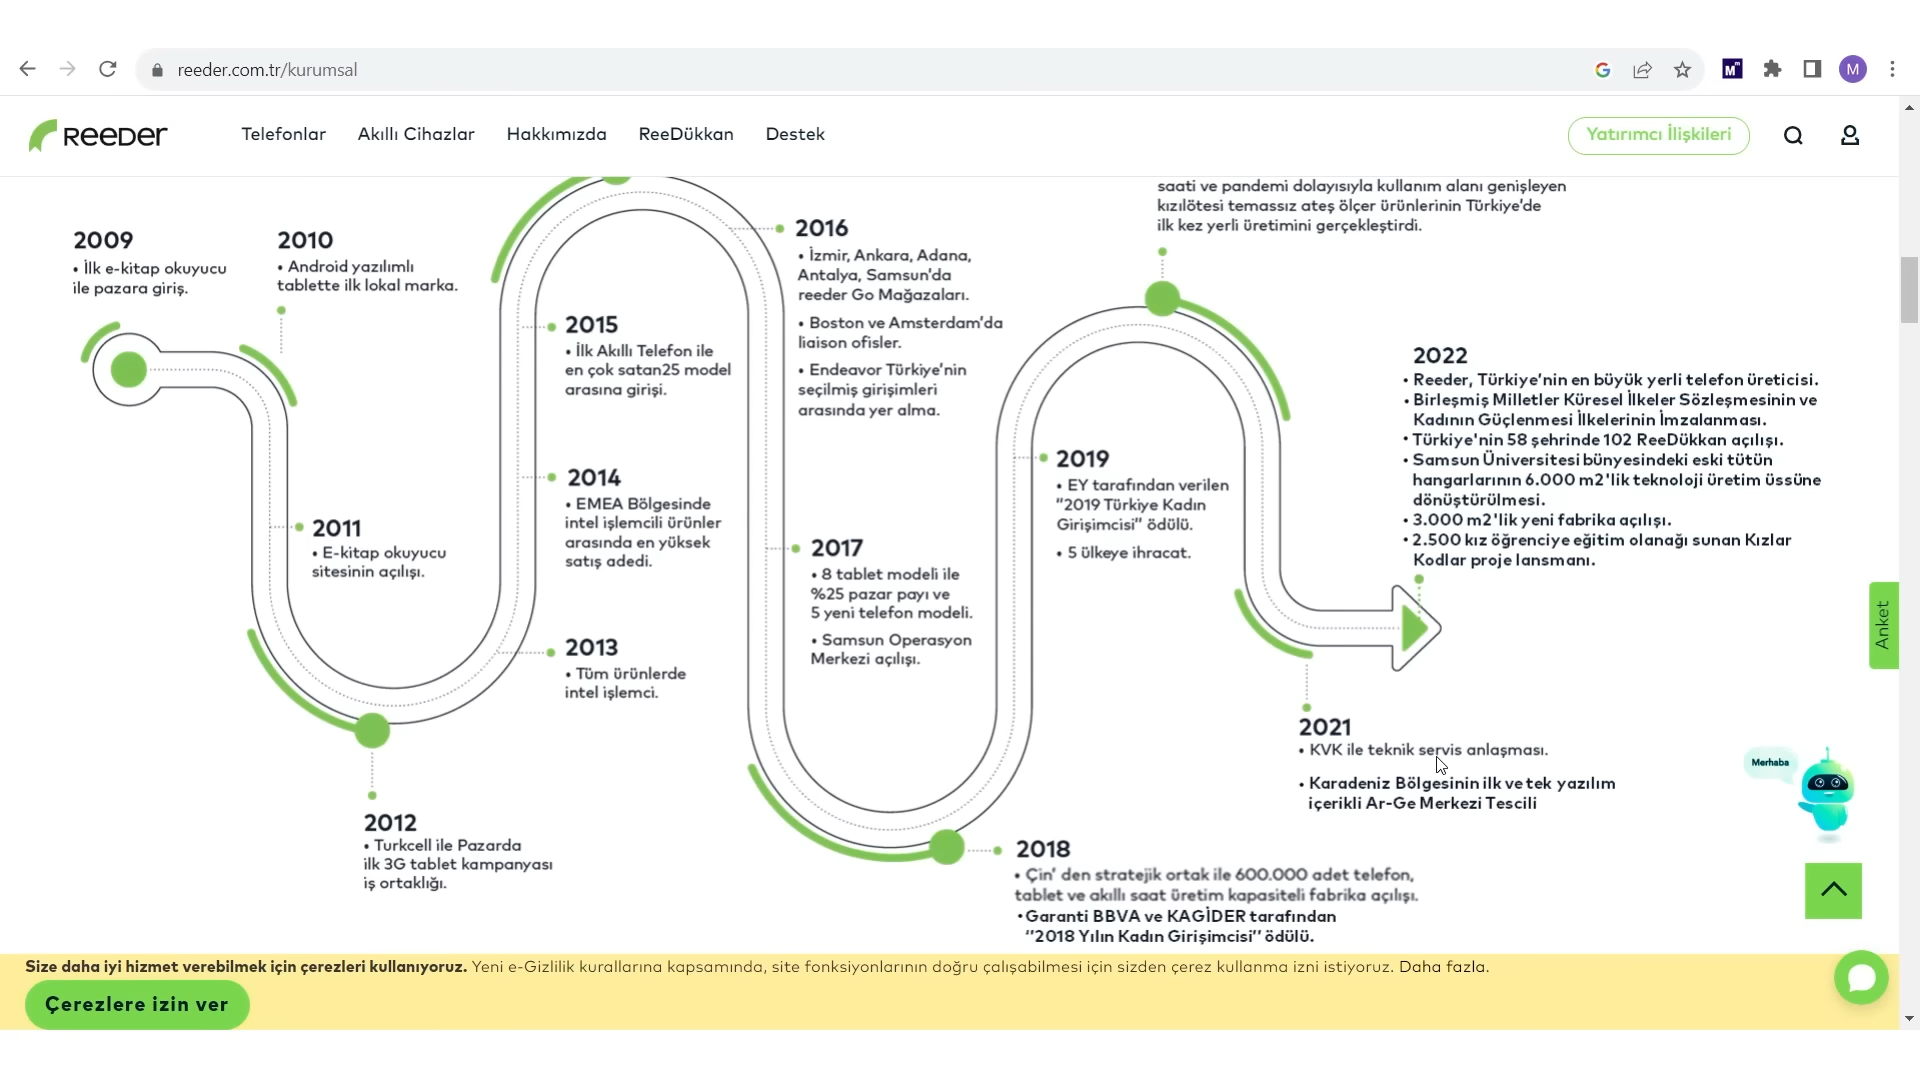 reeder.com.tr/kurumsal
M
M
REEDER
Telefonlar
Akıllı Cihazlar
Hakkımızda
ReeDükkan
Destek
Yatırımcı İlişkileri
2009
• İlk e-kitap okuyucu
ile pazara giriş.
2010
• Android yazılımlı
tablette ilk lokal marka.
2011
• E-kitap okuyucu
sitesinin açılışı.
2012
• Turkcell ile Pazarda
ilk 3G tablet kampanyası
iş ortaklığı.
2013
• Tüm ürünlerde
intel işlemci.
2014
• EMEA Bölgesinde
intel işlemcili ürünler
arasında en yüksek
satış adedi.
2015
• İlk Akıllı Telefon ile
en çok satan25 model
arasına girişi.
2016
• İzmir, Ankara, Adana,
Antalya, Samsun'da
reeder Go Mağazaları.
• Boston ve Amsterdam'da
liaison ofisler.
• Endeavor Türkiye'nin
seçilmiş girişimleri
arasında yer alma.
2017
• 8 tablet modeli ile
%25 pazar payı ve
5 yeni telefon modeli.
• Samsun Operasyon
Merkezi açılışı.
2018
• Çin' den stratejik ortak ile 600.000 adet telefon,
tablet ve akıllı saat üretim kapasiteli fabrika açılışı.
• Garanti BBVA ve KAGİDER tarafından
''2018 Yılın Kadın Girişimcisi'' ödülü.
2019
• EY tarafından verilen
"2019 Türkiye Kadın
Girişimcisi" ödülü.
• 5 ülkeye ihracat.
saati ve pandemi dolayısıyla kullanım alanı genişleyen
kızılötesi temassız ateş ölçer ürünlerinin Türkiye'de
ilk kez yerli üretimini gerçekleştirdi.
2021
• KVK ile teknik servis anlaşması.
• Karadeniz Bölgesinin ilk ve tek yazılım
içerikli Ar-Ge Merkezi Tescili
2022
• Reeder, Türkiye'nin en büyük yerli telefon üreticisi.
• Birleşmiş Milletler Küresel İlkeler Sözleşmesinin ve
Kadının Güçlenmesi İlkelerinin İmzalanması.
• Türkiye'nin 58 şehrinde 102 ReeDükkan açılışı.
• Samsun Üniversitesi bünyesindeki eski tütün
hangarlarının 6.000 m2'lik teknoloji üretim üssüne
dönüştürülmesi.
• 3.000 m2'lik yeni fabrika açılışı.
• 2.500 kız öğrenciye eğitim olanağı sunan Kızlar
Kodlar proje lansmanı.
Anket
Merhaba
Size daha iyi hizmet verebilmek için çerezleri kullanıyoruz. Yeni e-Gizlilik kurallarına kapsamında, site fonksiyonlarının doğru çalışabilmesi için sizden çerez kullanma izni istiyoruz. Daha fazla.
Çerezlere izin ver